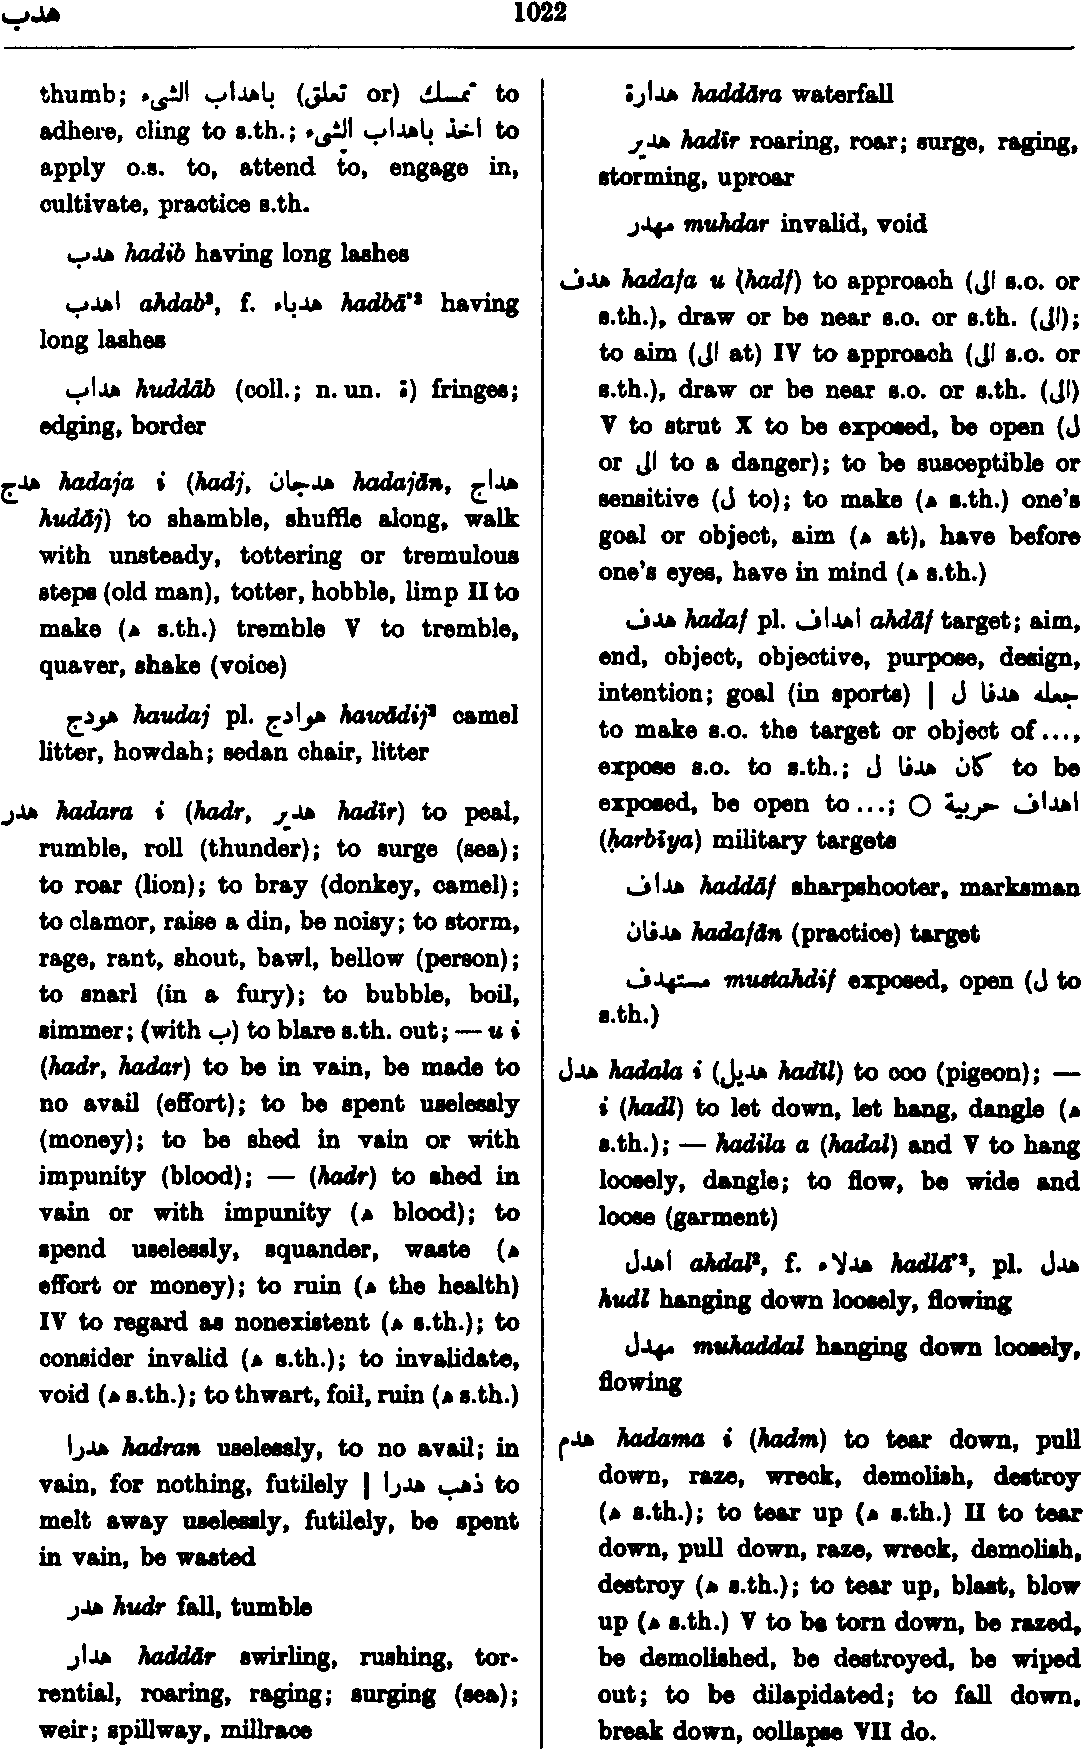 هدب
1022
thumb; تمسك (or تعلق) باهداب الشىء to
adhere, cling to s.th.; اخذ باهداب الشىء to
apply o.s. to, attend to, engage in,
cultivate, practice s.th.
هدب hadib having long lashes
اهدب ahdab², f. هدباء hadbā'² having
long lashes
هداب huddāb (coll.; n. un. ة) fringes;
edging, border
هدج hadaja i (hadj, هدجان hadajān, هداج
hudāj) to shamble, shuffle along, walk
with unsteady, tottering or tremulous
steps (old man), totter, hobble, limp II to
make (ه s.th.) tremble V to tremble,
quaver, shake (voice)
هودج haudaj pl. هوادج hawādij² camel
litter, howdah; sedan chair, litter
هدر hadara i (hadr, هدير hadīr) to peal,
rumble, roll (thunder); to surge (sea);
to roar (lion); to bray (donkey, camel);
to clamor, raise a din, be noisy; to storm,
rage, rant, shout, bawl, bellow (person);
to snarl (in a fury); to bubble, boil,
simmer; (with ب) to blare s.th. out; — u i
(hadr, hadar) to be in vain, be made to
no avail (effort); to be spent uselessly
(money); to be shed in vain or with
impunity (blood); — (hadr) to shed in
vain or with impunity (ه blood); to
spend uselessly, squander, waste (ه
effort or money); to ruin (ه the health)
IV to regard as nonexistent (ه s.th.); to
consider invalid (ه s.th.); to invalidate,
void (ه s.th.); to thwart, foil, ruin (ه s.th.)
هدرا hadran uselessly, to no avail; in
vain, for nothing, futilely | ذهب هدرا to
melt away uselessly, futilely, be spent
in vain, be wasted
هدر hudr fall, tumble
هدار haddār swirling, rushing, tor-
rential, roaring, raging; surging (sea);
weir; spillway, millrace
هدارة haddāra waterfall
هدير hadīr roaring, roar; surge, raging,
storming, uproar
مهدر muhdar invalid, void
هدف hadafa u (hadf) to approach (الى s.o. or
s.th.), draw or be near s.o. or s.th. (الى);
to aim (الى at) IV to approach (الى s.o. or
s.th.), draw or be near s.o. or s.th. (الى)
V to strut X to be exposed, be open (ل
or الى to a danger); to be susceptible or
sensitive (ل to); to make (ه s.th.) one's
goal or object, aim (ه at), have before
one's eyes, have in mind (ه s.th.)
هدف hadaf pl. اهداف ahdāf target; aim,
end, object, objective, purpose, design,
intention; goal (in sports) | جعله هدفا ل
to make s.o. the target or object of ...,
expose s.o. to s.th.; كان هدفا ل to be
exposed, be open to ...; ○ اهداف حربية
(ḥarbīya) military targets
هداف haddāf sharpshooter, marksman
هدفان hadafān (practice) target
مستهدف mustahdif exposed, open (ل to
s.th.)
هدل hadala i (هديل hadīl) to coo (pigeon); —
i (hadl) to let down, let hang, dangle (ه
s.th.); — hadila a (hadal) and V to hang
loosely, dangle; to flow, be wide and
loose (garment)
اهدل ahdal², f. هدلاء hadlā'², pl. هدل
hudl hanging down loosely, flowing
مهدل muhaddal hanging down loosely,
flowing
هدم hadama i (hadm) to tear down, pull
down, raze, wreck, demolish, destroy
(ه s.th.); to tear up (ه s.th.) II to tear
down, pull down, raze, wreck, demolish,
destroy (ه s.th.); to tear up, blast, blow
up (ه s.th.) V to be torn down, be razed,
be demolished, be destroyed, be wiped
out; to be dilapidated; to fall down,
break down, collapse VII do.